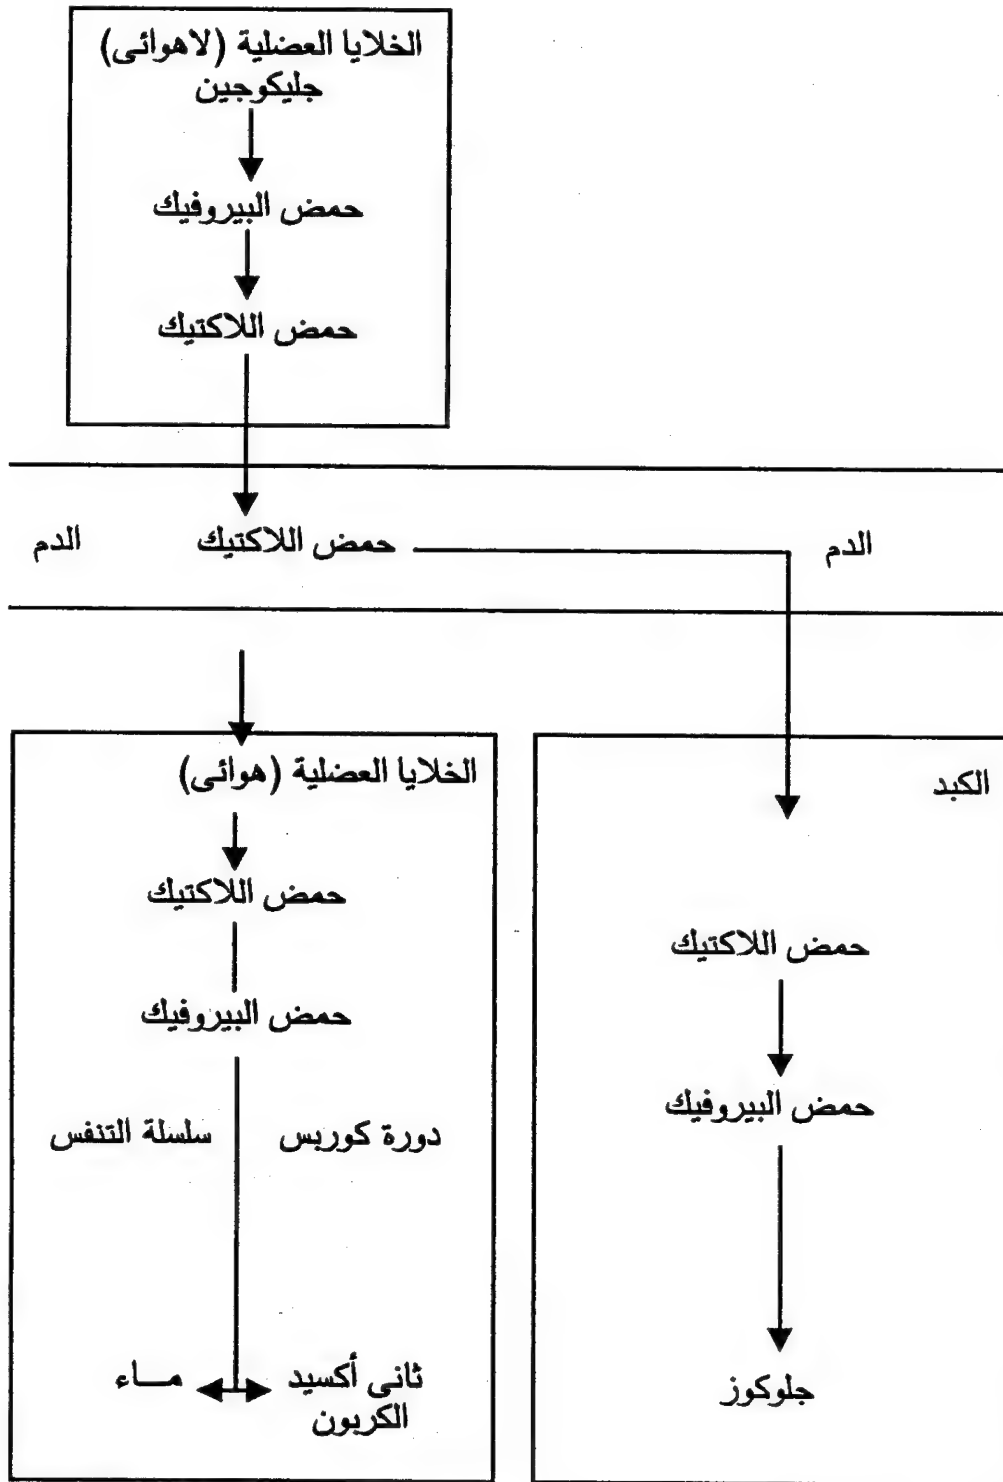 الخلايا العضلية (لاهوائى)
جليكوجين
حمض البيروفيك
حمض اللاكتيك
الدم
حمض اللاكتيك
الدم
الكبد
حمض اللاكتيك
حمض البيروفيك
جلوكوز
الخلايا العضلية (هوائى)
حمض اللاكتيك
حمض البيروفيك
دورة كوربس
سلسلة التنفس
ثانى أكسيد
الكربون
مـــاء